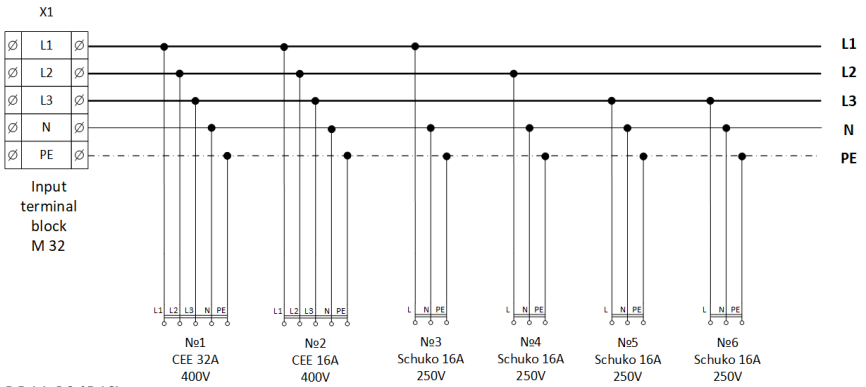 X1
L1
L2
L3
N
PE
L1
L2
L3
N
PE
Input
terminal
block
M 32
L1 L2 L3 N PE
L1 L2 L3 N PE
L N PE
L N PE
L N PE
L N PE
№1
CEE 32A
400V
№2
CEE 16A
400V
№3
Schuko 16A
250V
№4
Schuko 16A
250V
№5
Schuko 16A
250V
№6
Schuko 16A
250V